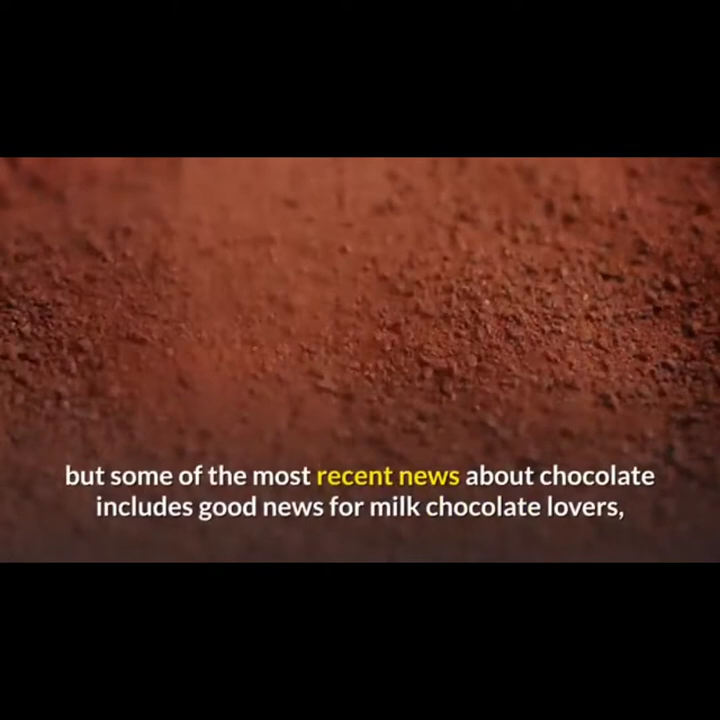 but some of the most recent news about chocolate
includes good news for milk chocolate lovers,